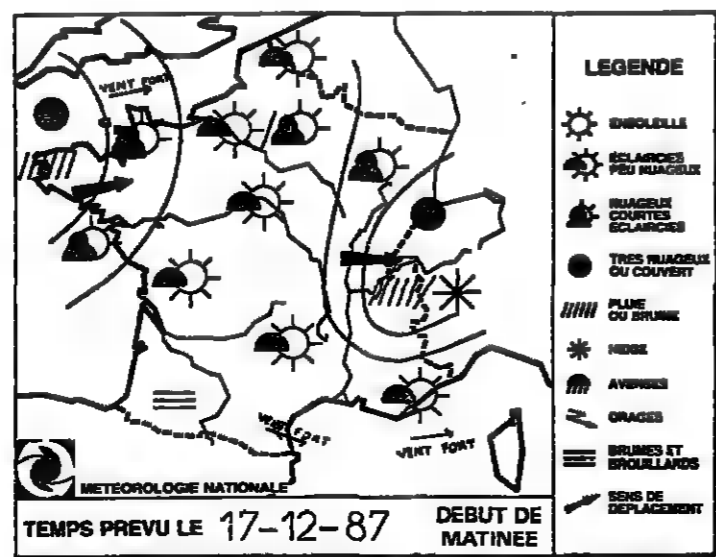 VENT FORT
VENT FORT
VENT FORT
METEOROLOGIE NATIONALE
TEMPS PREVU LE 17-12-87 DEBUT DE
MATINEE
LEGENDE
ENSOLEILLE
ÉCLAIRCIES
PEU NUAGEUX
NUAGEUX
COURTES
ÉCLAIRCIES
TRES NUAGEUX
OU COUVERT
PLUIE
OU BRUINE
NEIGE
AVERSES
ORAGES
BRUMES ET
BROUILLARDS
SENS DE
DEPLACEMENT